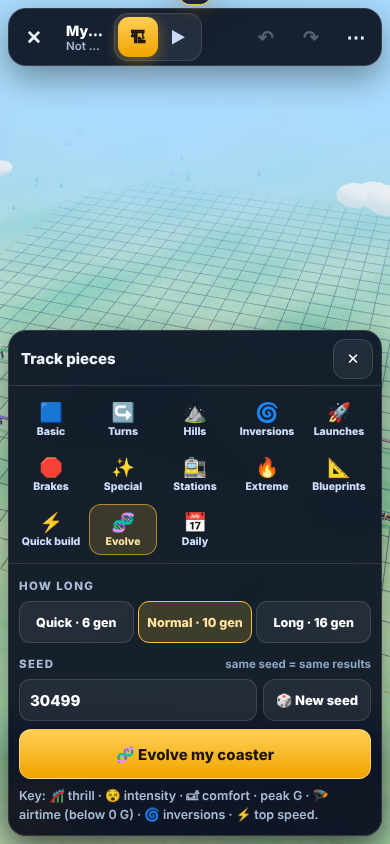 My...
Not ...
Track pieces
Basic
Turns
Hills
Inversions
Launches
Brakes
Special
Stations
Extreme
Blueprints
Quick build
Evolve
Daily
HOW LONG
Quick · 6 gen
Normal · 10 gen
Long · 16 gen
SEED
same seed = same results
30499
🎲 New seed
🧬 Evolve my coaster
Key: 🎢 thrill · 😵 intensity · 🛋 comfort · peak G · 🪂
airtime (below 0 G) · 🌀 inversions · ⚡ top speed.